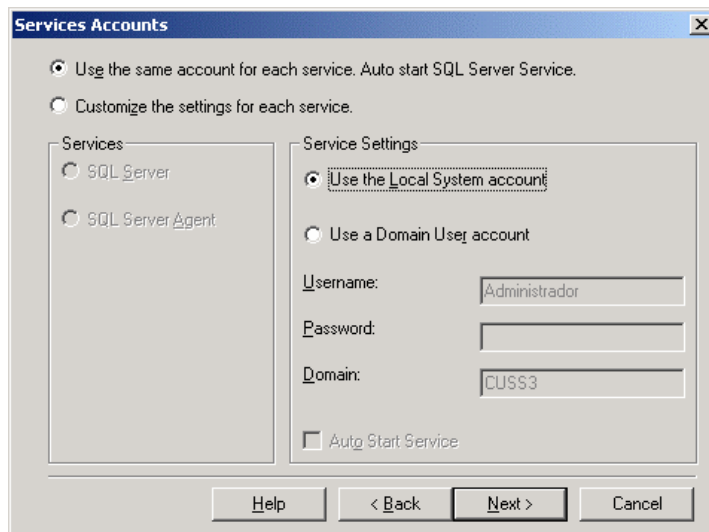 Services Accounts
Use the same account for each service. Auto start SQL Server Service.
Customize the settings for each service.
Services
SQL Server
SQL Server Agent
Service Settings
Use the Local System account
Use a Domain User account
Username: Administrador
Password:
Domain: CUSS3
Auto Start Service
Help < Back Next > Cancel